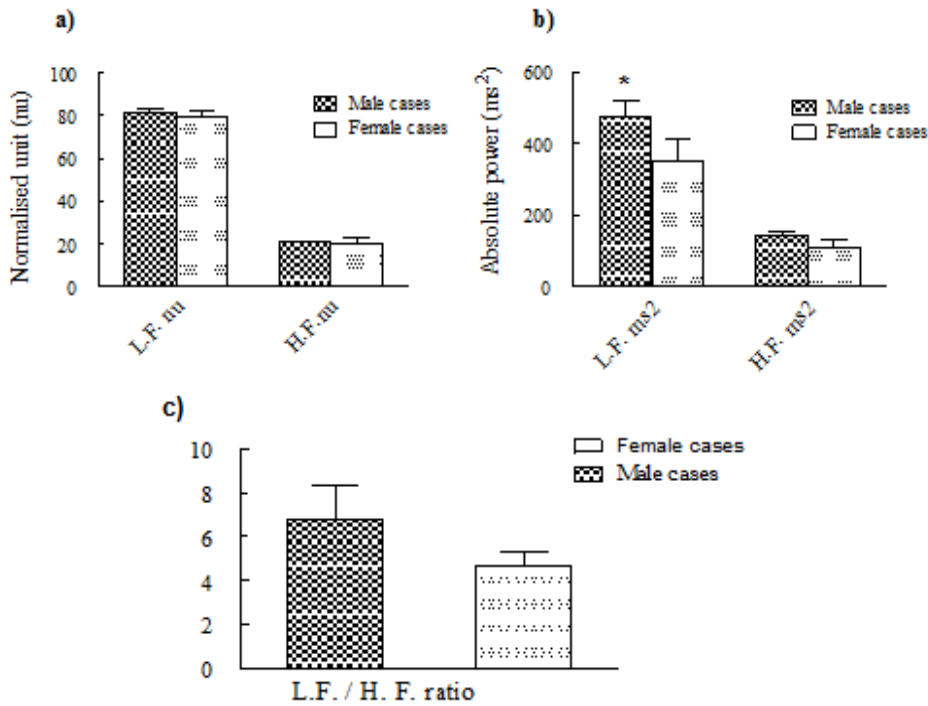 a)
Normalised unit (nu)
100
80
60
40
20
0
Male cases
Female cases
L.F. nu
H.F.nu
b)
Absolute power (ms²)
600
400
200
0
*
Male cases
Female cases
L.F. ms2
H.F. ms2
c)
10
8
6
4
2
0
Female cases
Male cases
L.F. / H. F. ratio